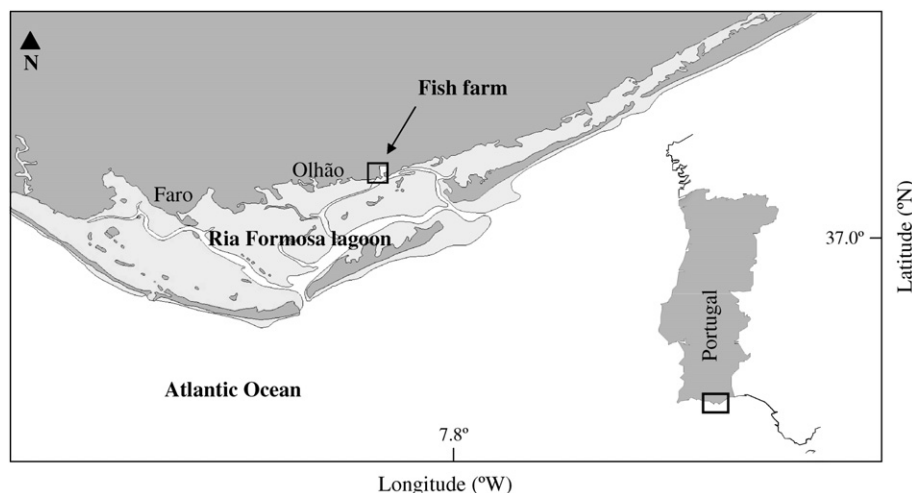 N
Fish farm
Olhão
Faro
Ria Formosa lagoon
37.0º
Latitude (ºN)
Portugal
Atlantic Ocean
7.8º
Longitude (ºW)